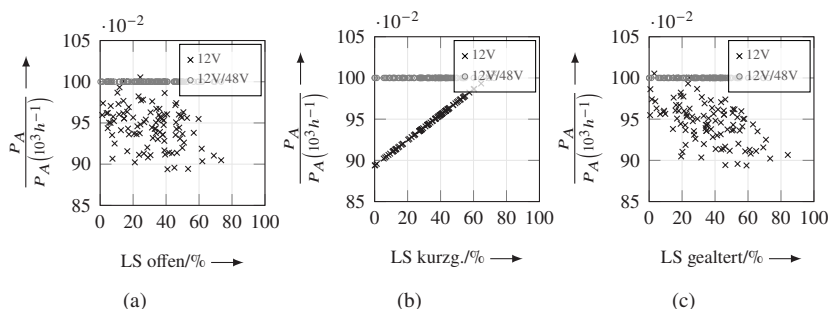 ·10⁻²
105
100
95
90
85
0 20 40 60 80 100
P_A / P_A(10³h⁻¹)
12V
12V/48V
LS offen/%
(a)
·10⁻²
105
100
95
90
85
0 20 40 60 80 100
P_A / P_A(10³h⁻¹)
12V
12V/48V
LS kurzg./%
(b)
·10⁻²
105
100
95
90
85
0 20 40 60 80 100
P_A / P_A(10³h⁻¹)
12V
12V/48V
LS gealtert/%
(c)